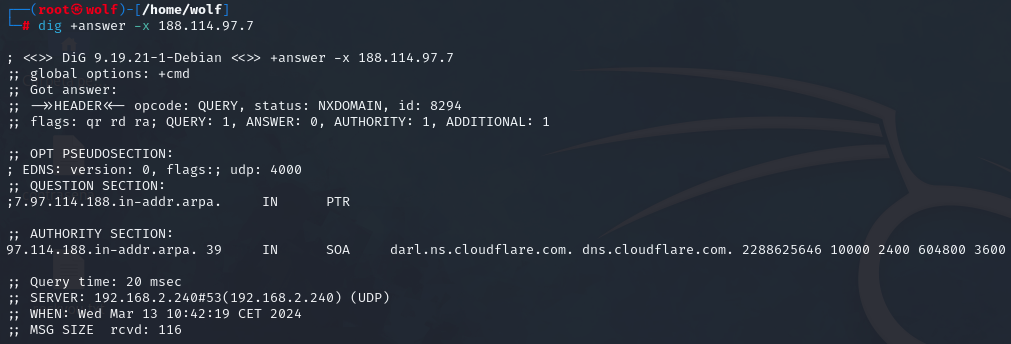 ┌──(root㉿wolf)-[/home/wolf]
└─# dig +answer -x 188.114.97.7

; <<>> DiG 9.19.21-1-Debian <<>> +answer -x 188.114.97.7
;; global options: +cmd
;; Got answer:
;; ->>HEADER<<- opcode: QUERY, status: NXDOMAIN, id: 8294
;; flags: qr rd ra; QUERY: 1, ANSWER: 0, AUTHORITY: 1, ADDITIONAL: 1

;; OPT PSEUDOSECTION:
; EDNS: version: 0, flags:; udp: 4000
;; QUESTION SECTION:
;7.97.114.188.in-addr.arpa. IN PTR

;; AUTHORITY SECTION:
97.114.188.in-addr.arpa. 39 IN SOA darl.ns.cloudflare.com. dns.cloudflare.com. 2288625646 10000 2400 604800 3600

;; Query time: 20 msec
;; SERVER: 192.168.2.240#53(192.168.2.240) (UDP)
;; WHEN: Wed Mar 13 10:42:19 CET 2024
;; MSG SIZE rcvd: 116